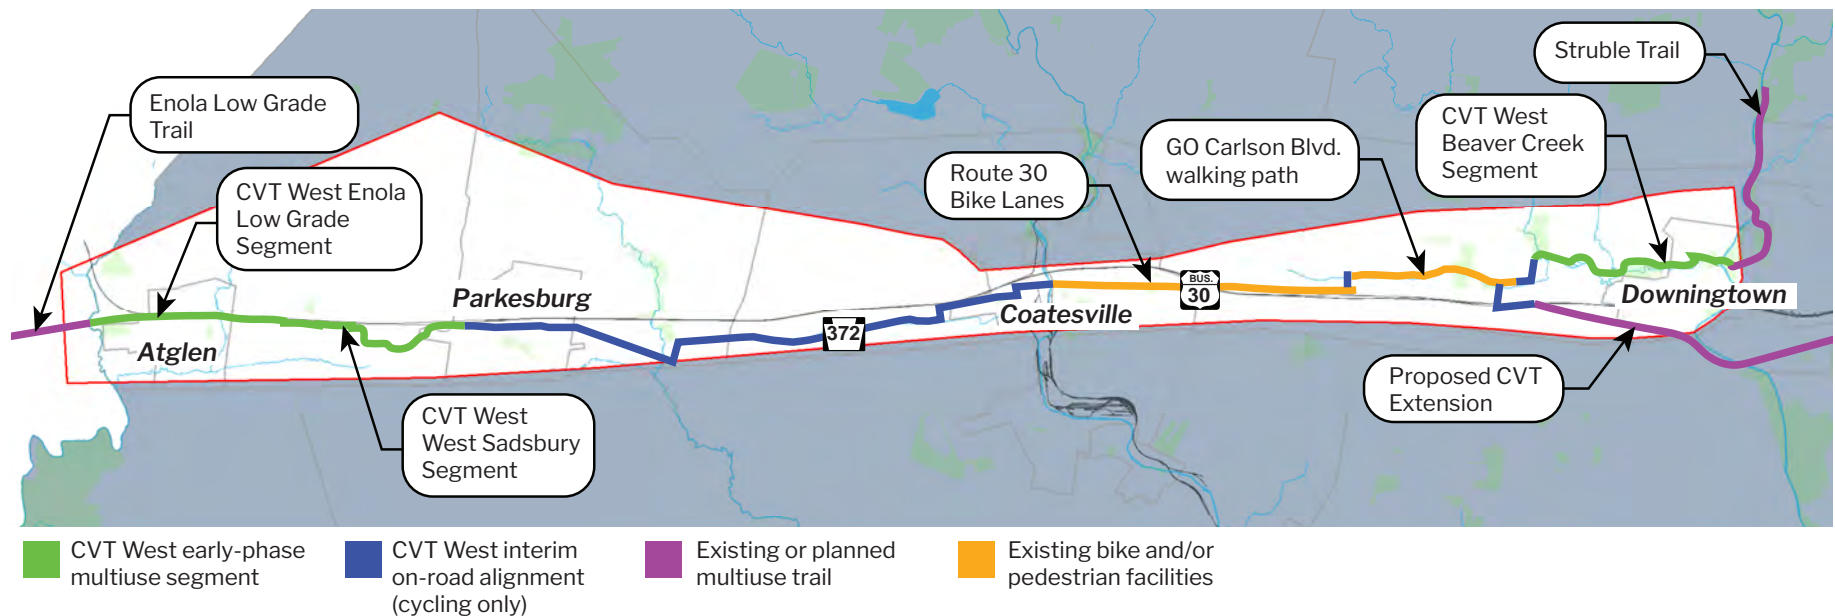 Struble Trail
Enola Low Grade
Trail
CVT West
Beaver Creek
Segment
GO Carlson Blvd.
walking path
Route 30
Bike Lanes
CVT West Enola
Low Grade
Segment
BUS.
30
Parkesburg
Downingtown
Coatesville
372
Atglen
Proposed CVT
Extension
CVT West
West Sadsbury
Segment
CVT West early-phase
multiuse segment
CVT West interim
on-road alignment
(cycling only)
Existing or planned
multiuse trail
Existing bike and/or
pedestrian facilities